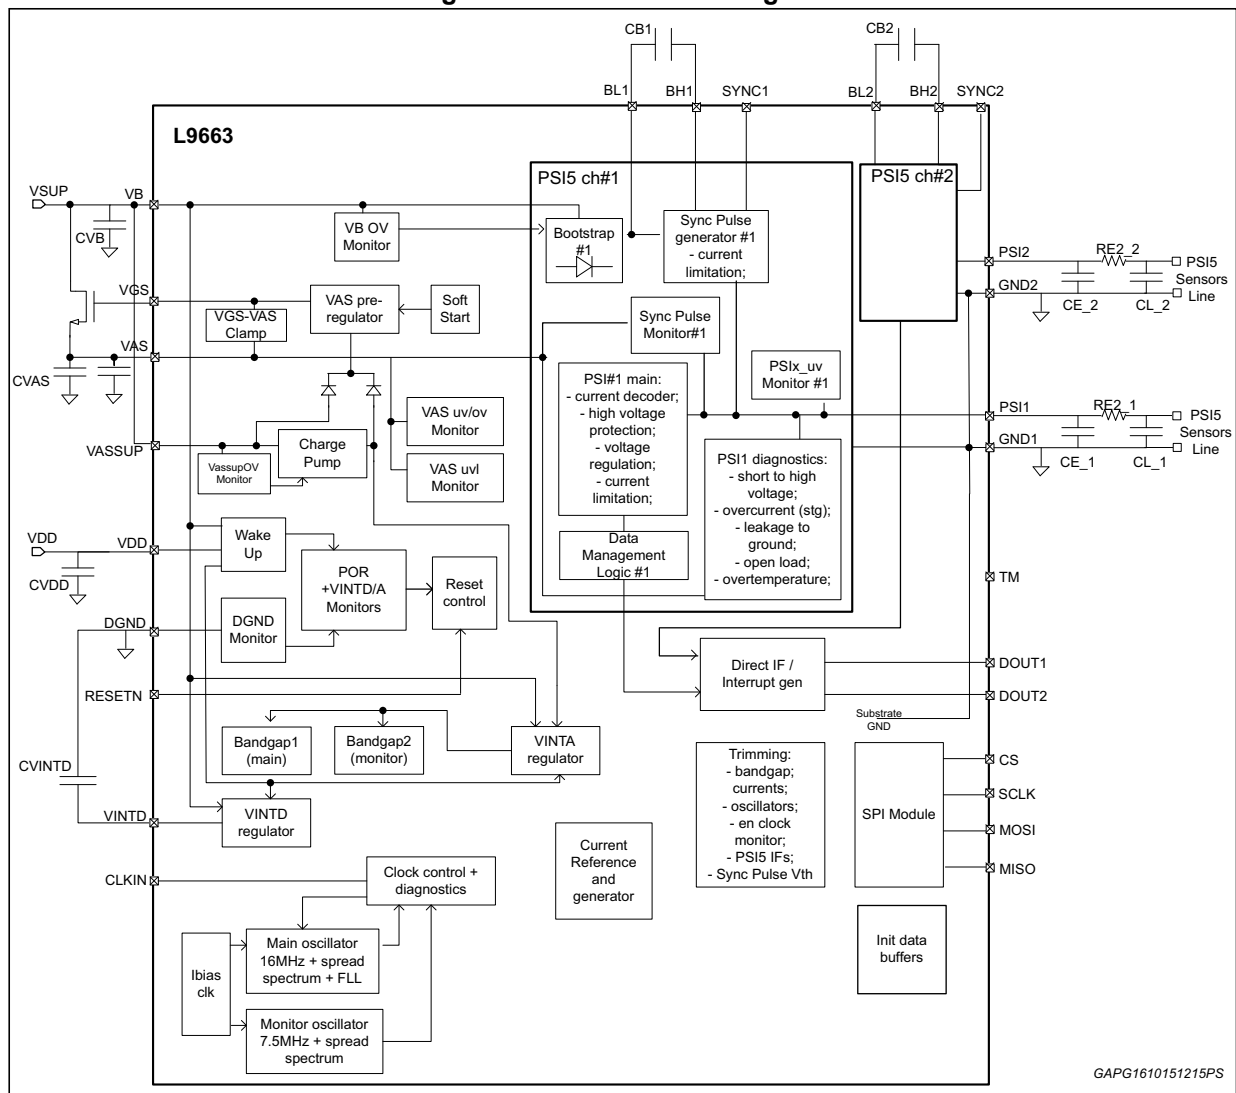 CB1
CB2
BL1
BH1
SYNC1
BL2
BH2
SYNC2
L9663
PSI5 ch#1
PSI5 ch#2
VSUP
VB
CVB
VB OV
Monitor
Bootstrap
#1
Sync Pulse
generator #1
- current
limitation;
PSI2
RE2_2
PSI5
Sensors
Line
GND2
CE_2
CL_2
VGS
VGS-VAS
Clamp
VAS pre-
regulator
Soft
Start
Sync Pulse
Monitor#1
VAS
CVAS
PSI#1 main:
- current decoder;
- high voltage
protection;
- voltage
regulation;
- current
limitation;
PSIx_uv
Monitor #1
VAS uv/ov
Monitor
PSI1
RE2_1
PSI5
Sensors
Line
GND1
CE_1
CL_1
VASSUP
VassupOV
Monitor
Charge
Pump
VAS uvl
Monitor
PSI1 diagnostics:
- short to high
voltage;
- overcurrent (stg)
- leakage to
ground;
- open load;
- overtemperature;
VDD
VDD
CVDD
Wake
Up
POR
+VINTD/A
Monitors
Reset
control
Data
Management
Logic #1
TM
DGND
DGND
Monitor
Direct IF /
Interrupt gen
DOUT1
DOUT2
RESETN
Substrate
GND
Bandgap1
(main)
Bandgap2
(monitor)
VINTA
regulator
Trimming:
- bandgap;
currents;
- oscillators;
- en clock
monitor;
- PSI5 IFs;
- Sync Pulse Vth
SPI Module
CS
SCLK
MOSI
MISO
CVINTD
VINTD
VINTD
regulator
Current
Reference
and
generator
CLKIN
Clock control +
diagnostics
Init data
buffers
Ibias
clk
Main oscillator
16MHz + spread
spectrum + FLL
Monitor oscillator
7.5MHz + spread
spectrum
GAPG1610151215PS